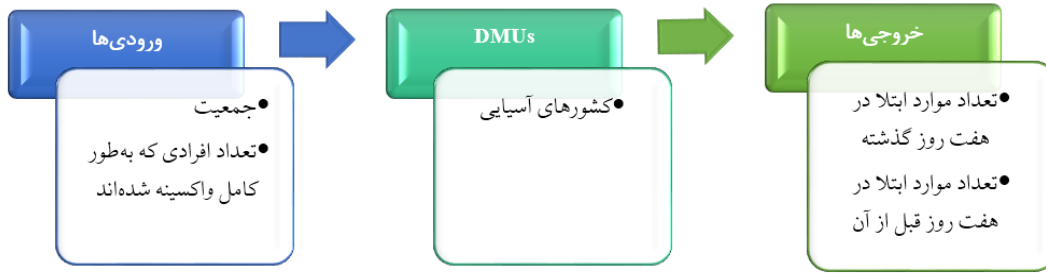 ورودی‌ها
•جمعیت
•تعداد افرادی که به‌طور
کامل واکسینه شده‌اند
DMUs
•کشورهای آسیایی
خروجی‌ها
•تعداد موارد ابتلا در
هفت روز گذشته
•تعداد موارد ابتلا در
هفت روز قبل از آن